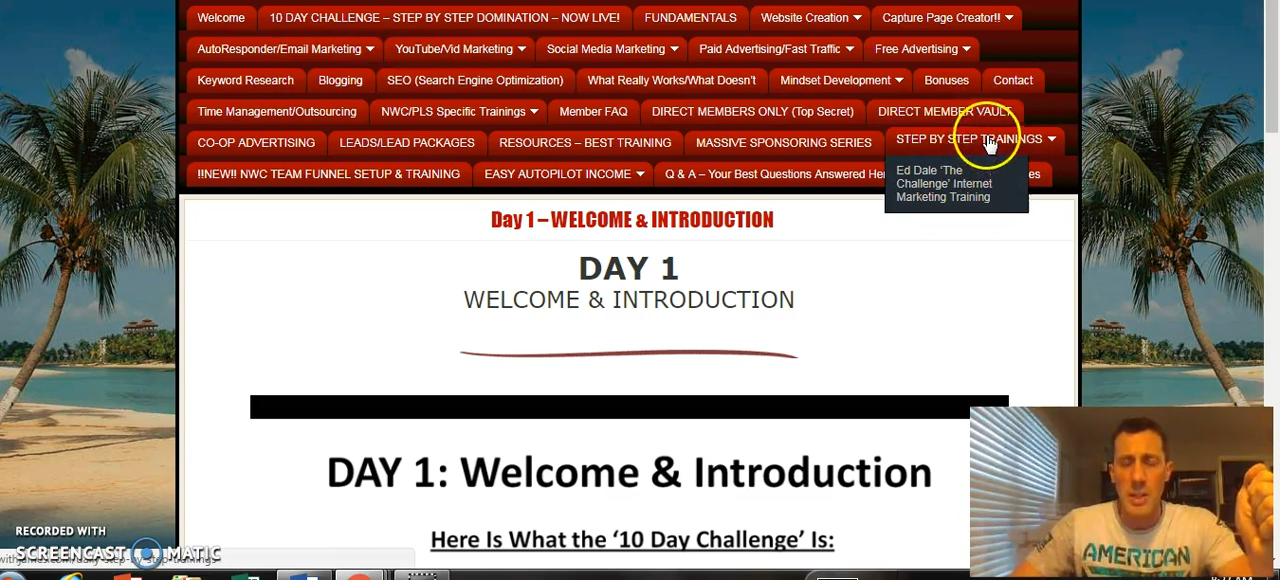 Welcome 10 DAY CHALLENGE – STEP BY STEP DOMINATION – NOW LIVE! FUNDAMENTALS Website Creation Capture Page Creator!!
AutoResponder/Email Marketing YouTube/Vid Marketing Social Media Marketing Paid Advertising/Fast Traffic Free Advertising
Keyword Research Blogging SEO (Search Engine Optimization) What Really Works/What Doesn't Mindset Development Bonuses Contact
Time Management/Outsourcing NWC/PLS Specific Trainings Member FAQ DIRECT MEMBERS ONLY (Top Secret) DIRECT MEMBER VAULT
CO-OP ADVERTISING LEADS/LEAD PACKAGES RESOURCES – BEST TRAINING MASSIVE SPONSORING SERIES STEP BY STEP TRAININGS
!!NEW!! NWC TEAM FUNNEL SETUP & TRAINING EASY AUTOPILOT INCOME Q & A – Your Best Questions Answered
Ed Dale 'The
Challenge' Internet
Marketing Training
Day 1 – WELCOME & INTRODUCTION
DAY 1
WELCOME & INTRODUCTION
DAY 1: Welcome & Introduction
Here Is What the '10 Day Challenge' Is:
AMERICAN
RECORDED WITH
SCREENCAST MATIC